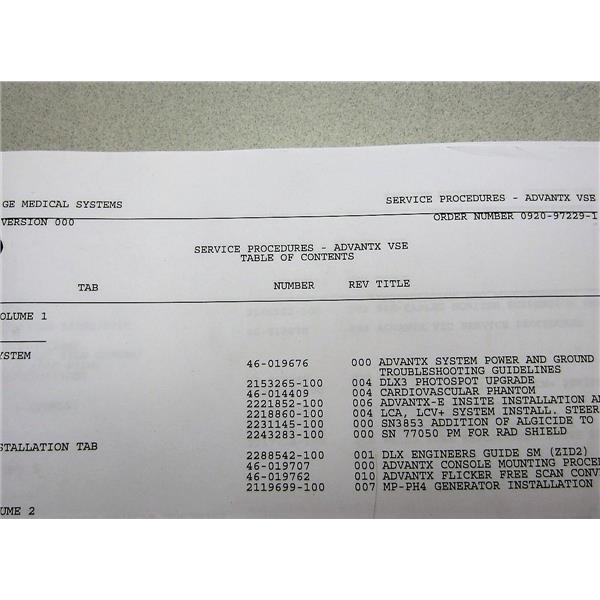 GE MEDICAL SYSTEMS SERVICE PROCEDURES - ADVANTX VSE
VERSION 000 ORDER NUMBER 0920-97229-1
SERVICE PROCEDURES - ADVANTX VSE
TABLE OF CONTENTS
TAB NUMBER REV TITLE
OLUME 1
YSTEM
46-019676 000 ADVANTX SYSTEM POWER AND GROUND
TROUBLESHOOTING GUIDELINES
2153265-100 004 DLX3 PHOTOSPOT UPGRADE
46-014409 004 CARDIOVASCULAR PHANTOM
2221852-100 006 ADVANTX-E INSITE INSTALLATION A
2218860-100 004 LCA, LCV+ SYSTEM INSTALL. STER
2231145-100 000 SN3853 ADDITION OF ALGICIDE TO
2243283-100 000 SN 77050 PM FOR RAD SHIELD
NSTALLATION TAB
2288542-100 001 DLX ENGINEERS GUIDE SM (ZID2)
46-019707 000 ADVANTX CONSOLE MOUNTING PROCE
46-019762 010 ADVANTX FLICKER FREE SCAN CONV
2119699-100 007 MP-PH4 GENERATOR INSTALLATION
UME 2